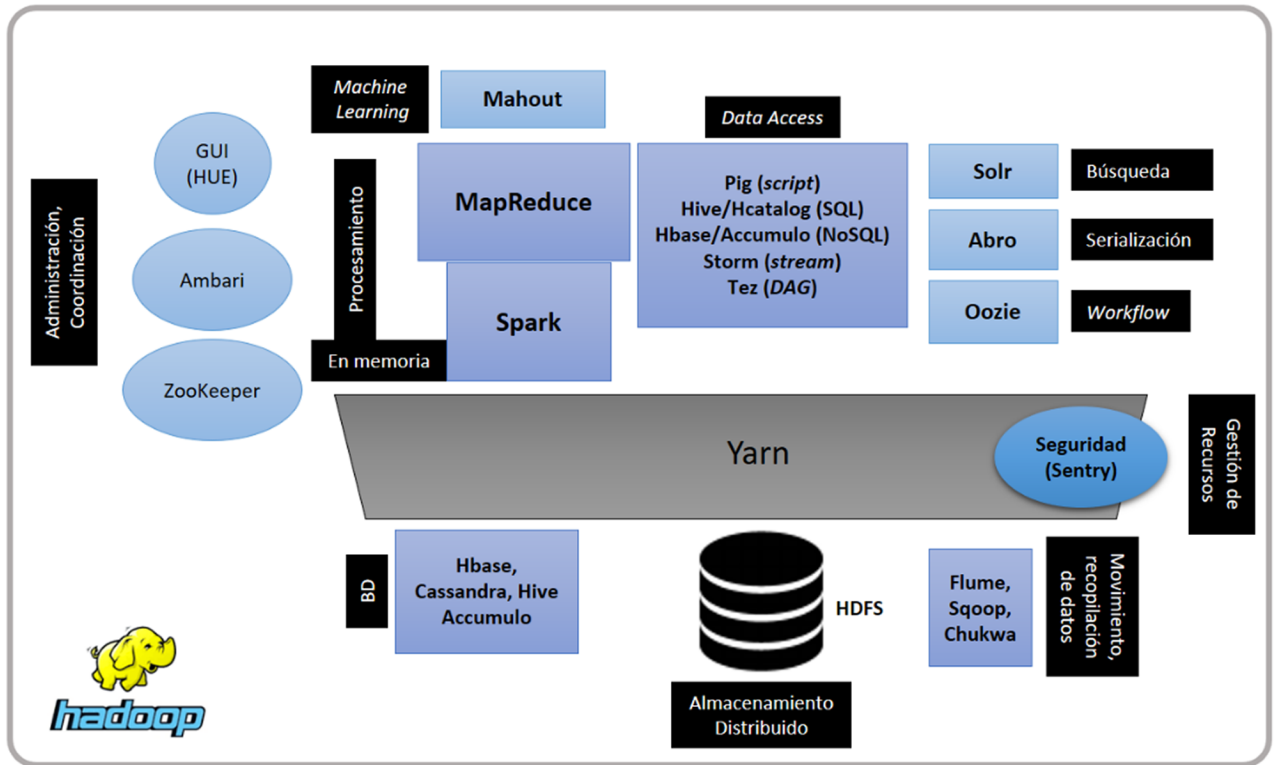 Machine
Learning
Mahout
Data Access
GUI
(HUE)
Ambari
ZooKeeper
Administración,
Coordinación
Procesamiento
En memoria
MapReduce
Spark
Pig (script)
Hive/Hcatalog (SQL)
Hbase/Accumulo (NoSQL)
Storm (stream)
Tez (DAG)
Solr
Búsqueda
Abro
Serialización
Oozie
Workflow
Yarn
Seguridad
(Sentry)
Gestión de
Recursos
BD
Hbase,
Cassandra, Hive
Accumulo
HDFS
Almacenamiento
Distribuido
Flume,
Sqoop,
Chukwa
Movimiento,
recopilación
de datos
hadoop